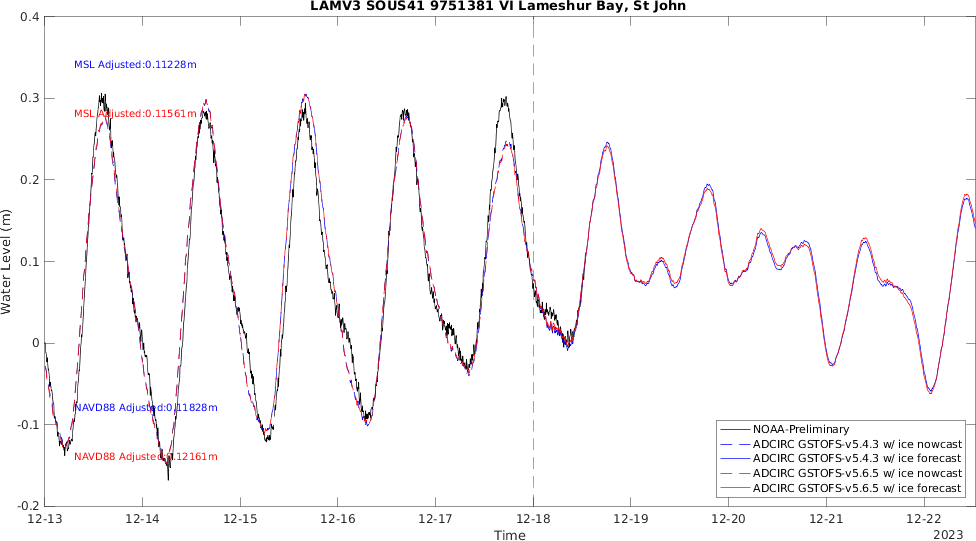 LAMV3 SOUS41 9751381 VI Lameshur Bay, St John
0.4
0.3
0.2
0.1
0
-0.1
-0.2
Water Level (m)
MSL Adjusted:0.11228m
MSL Adjusted:0.11561m
NAVD88 Adjusted:0.11828m
NAVD88 Adjusted:0.12161m
NOAA-Preliminary
ADCIRC GSTOFS-v5.4.3 w/ ice nowcast
ADCIRC GSTOFS-v5.4.3 w/ ice forecast
ADCIRC GSTOFS-v5.6.5 w/ ice nowcast
ADCIRC GSTOFS-v5.6.5 w/ ice forecast
12-13 12-14 12-15 12-16 12-17 12-18 12-19 12-20 12-21 12-22
Time
2023